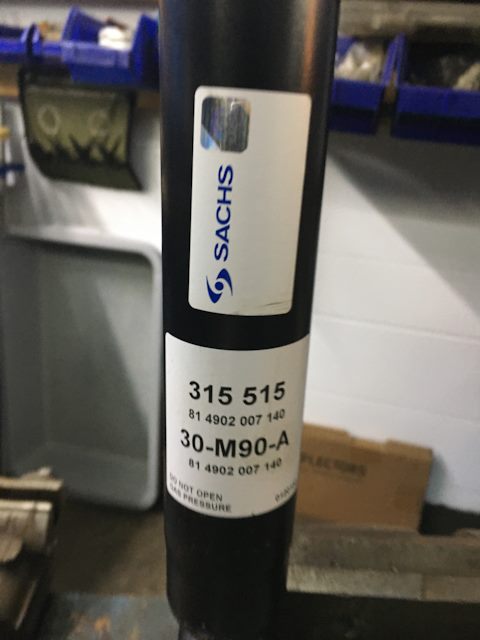 SACHS
315 515
81 4902 007 140
30-M90-A
81 4902 007 140
DO NOT OPEN
GAS PRESSURE